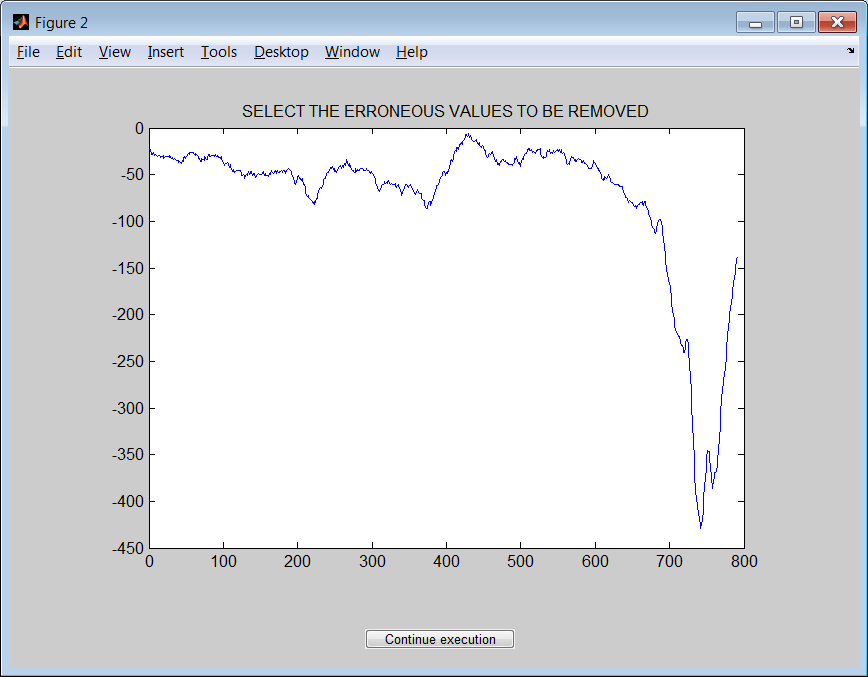 Figure 2
File Edit View Insert Tools Desktop Window Help
SELECT THE ERRONEOUS VALUES TO BE REMOVED
0
-50
-100
-150
-200
-250
-300
-350
-400
-450
0 100 200 300 400 500 600 700 800
Continue execution